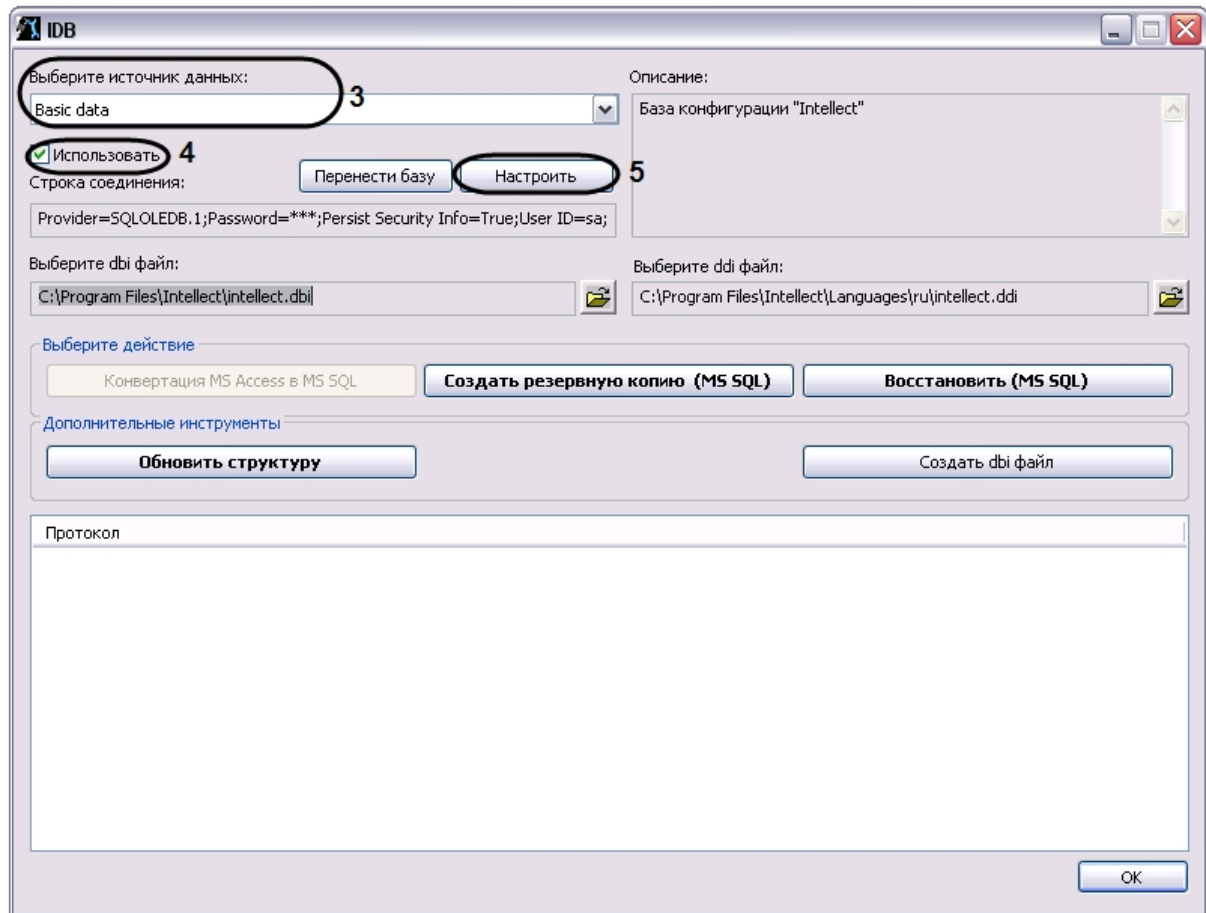 IDB
Выберите источник данных:
Basic data
3
Использовать
4
Строка соединения:
Перенести базу
Настроить
5
Provider=SQLOLEDB.1;Password=***;Persist Security Info=True;User ID=sa;
Описание:
База конфигурации "Intellect"
Выберите dbi файл:
C:\Program Files\Intellect\intellect.dbi
Выберите ddi файл:
C:\Program Files\Intellect\Languages\ru\intellect.ddi
Выберите действие
Конвертация MS Access в MS SQL
Создать резервную копию (MS SQL)
Восстановить (MS SQL)
Дополнительные инструменты
Обновить структуру
Создать dbi файл
Протокол
ОК